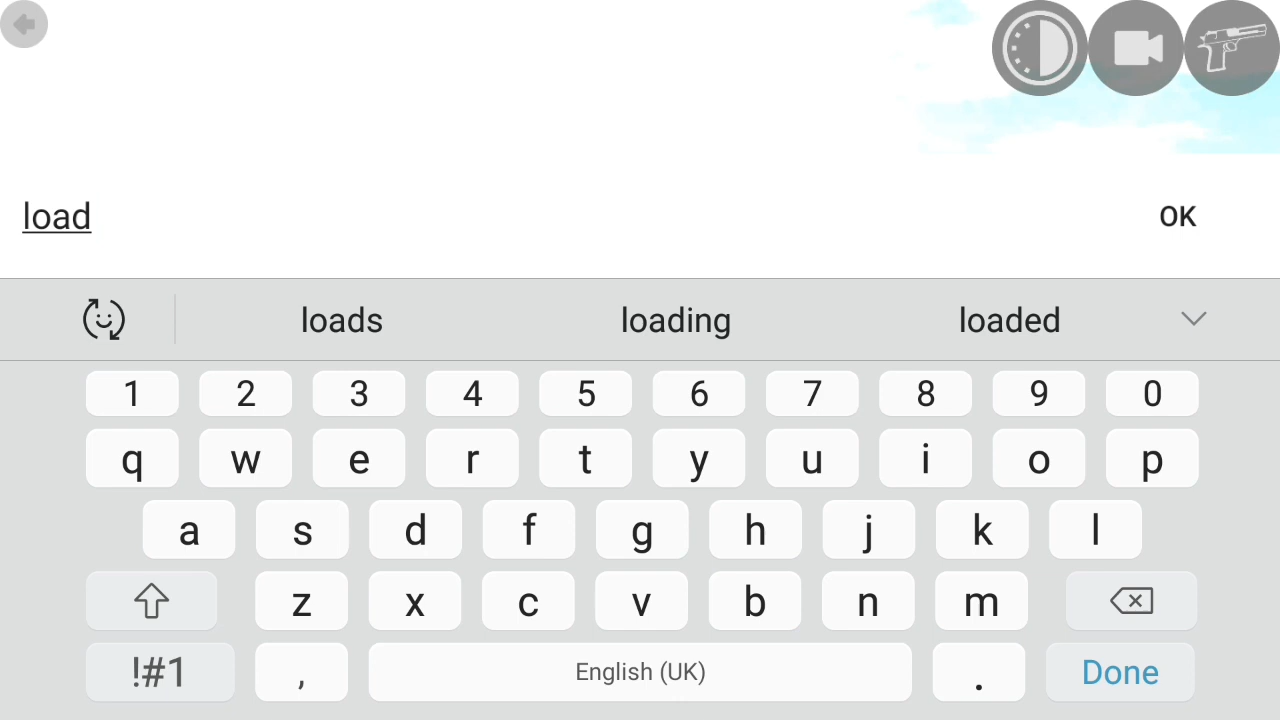 load
OK
loads loading loaded
1 2 3 4 5 6 7 8 9 0
q w e r t y u i o p
a s d f g h j k l
z x c v b n m
!#1 , English (UK) . Done